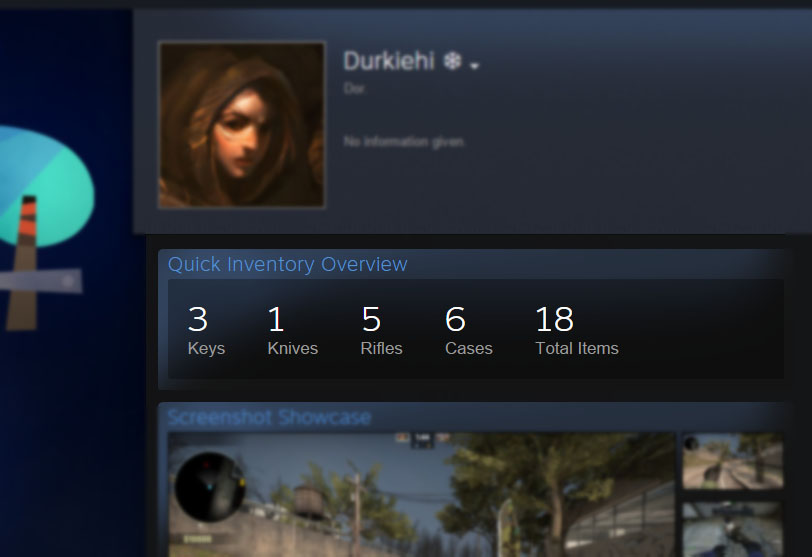 Durkiehi ❄
Dor.
No information given.
Quick Inventory Overview
3 1 5 6 18
Keys Knives Rifles Cases Total Items
Screenshot Showcase